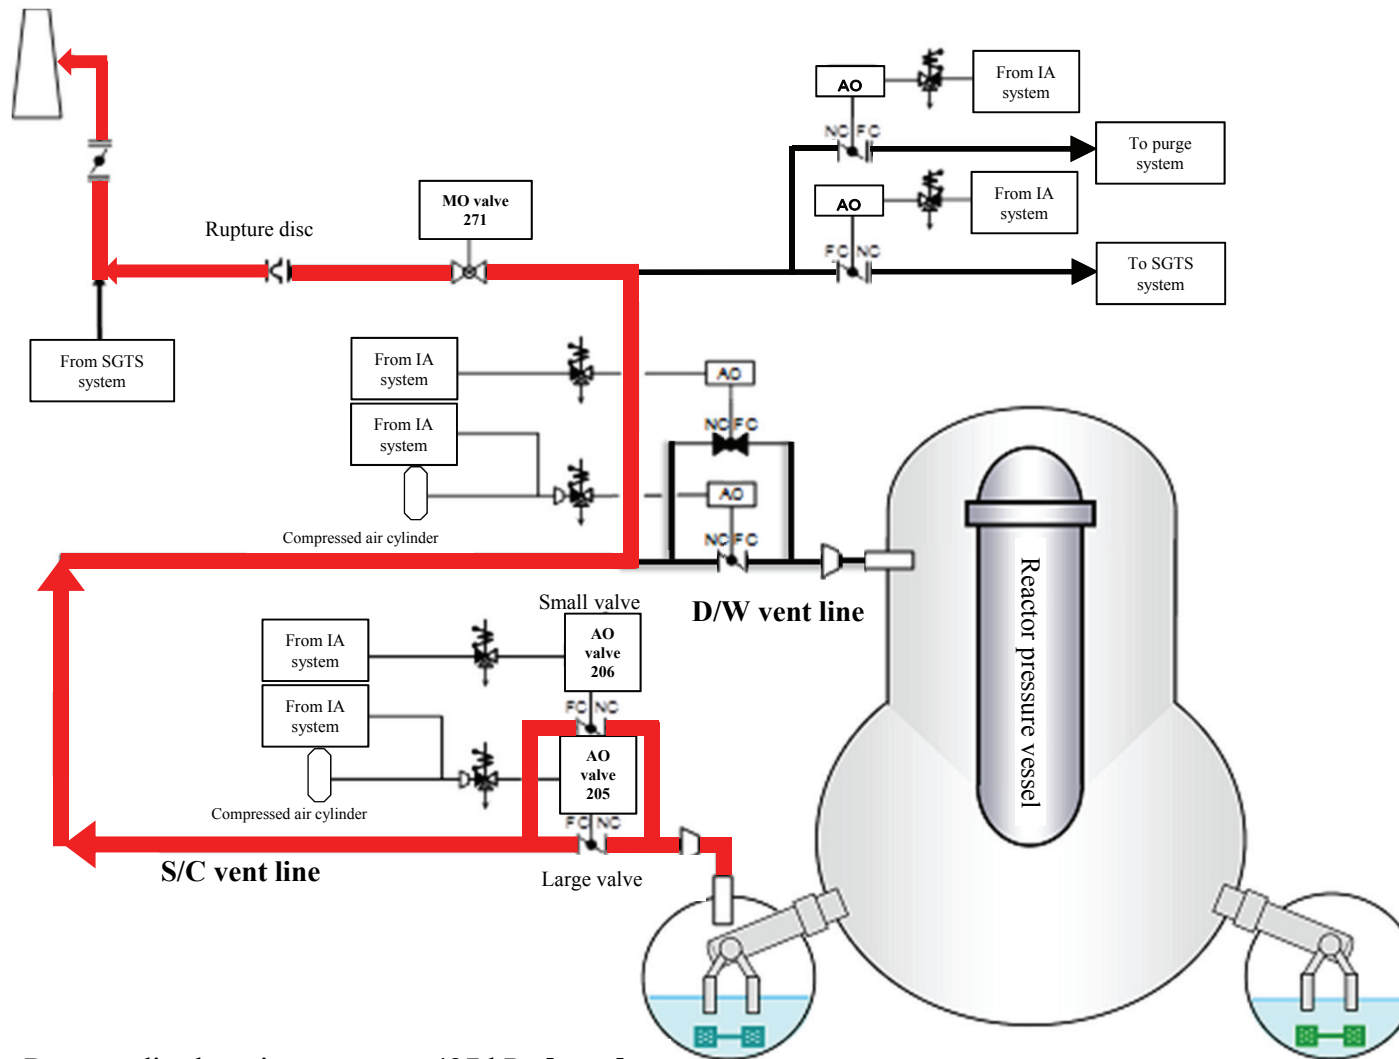 AO
From IA
system
NC FC
To purge
system
AO
From IA
system
MO valve
271
Rupture disc
FC NC
To SGTS
system
From SGTS
system
From IA
system
AO
From IA
system
NC FC
AO
Compressed air cylinder
NC FC
Small valve
D/W vent line
Reactor pressure vessel
From IA
system
AO
valve
206
From IA
system
FC NC
AO
valve
205
Compressed air cylinder
FC NC
S/C vent line
Large valve